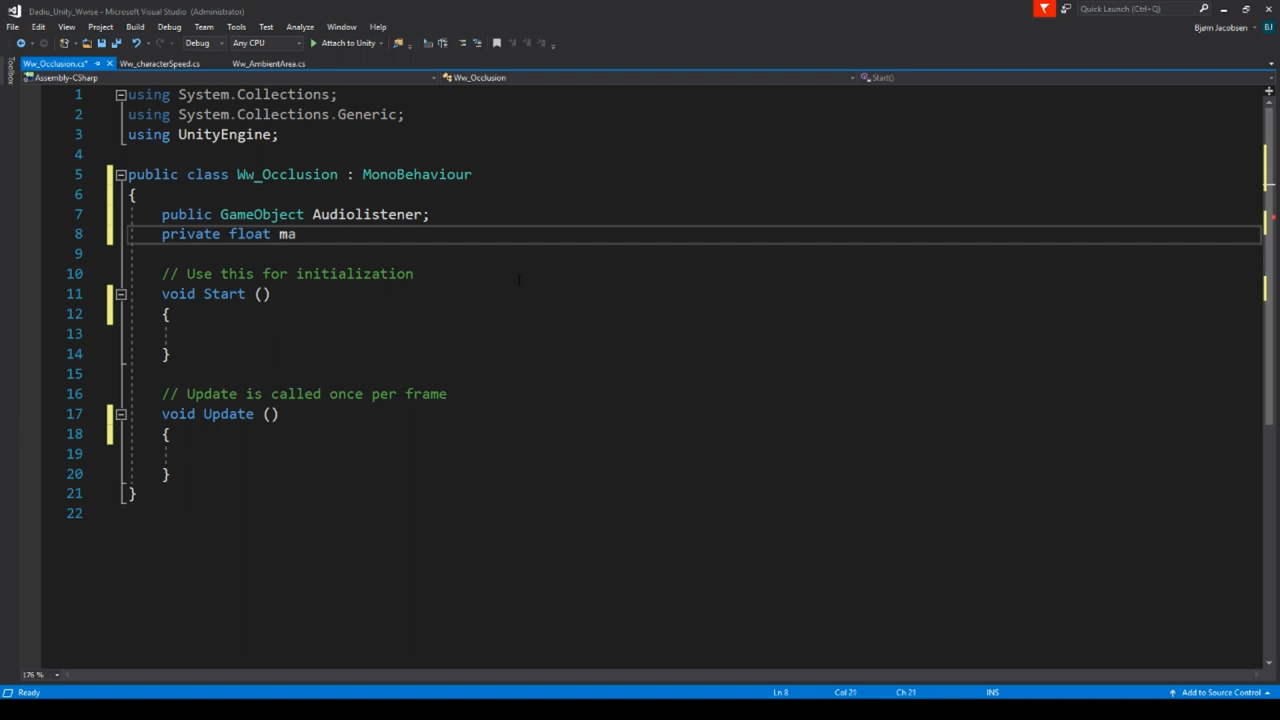 Dadiu_Unity_Wwise - Microsoft Visual Studio (Administrator)
Quick Launch (Ctrl+Q)
File Edit View Project Build Debug Team Tools Test Analyze Window Help
Bjørn Jacobsen BJ
Debug Any CPU Attach to Unity
Toolbox
Ww_Occlusion.cs* Ww_characterSpeed.cs Ww_AmbientArea.cs
Assembly-CSharp Ww_Occlusion Start()
1 using System.Collections;
2 using System.Collections.Generic;
3 using UnityEngine;
4
5 public class Ww_Occlusion : MonoBehaviour
6 {
7 public GameObject Audiolistener;
8 private float ma
9
10 // Use this for initialization
11 void Start ()
12 {
13
14 }
15
16 // Update is called once per frame
17 void Update ()
18 {
19
20 }
21 }
22
176 %
Ready Ln 8 Col 21 Ch 21 INS Add to Source Control